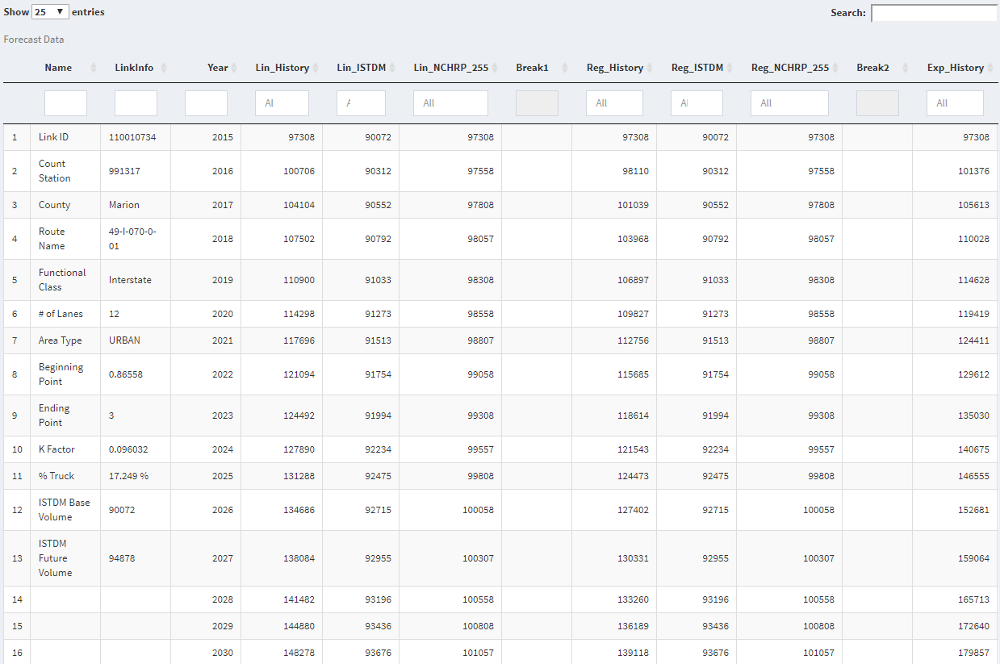 Show 25 entries Search:
Forecast Data
Name LinkInfo Year Lin_History Lin_ISTDM Lin_NCHRP_255 Break1 Reg_History Reg_ISTDM Reg_NCHRP_255 Break2 Exp_History
Al A All All Al All All
1 Link ID 110010734 2015 97308 90072 97308 97308 90072 97308 97308
2 Count Station 991317 2016 100706 90312 97558 98110 90312 97558 101376
3 County Marion 2017 104104 90552 97808 101039 90552 97808 105613
4 Route Name 49-I-070-0-01 2018 107502 90792 98057 103968 90792 98057 110028
5 Functional Class Interstate 2019 110900 91033 98308 106897 91033 98308 114628
6 # of Lanes 12 2020 114298 91273 98558 109827 91273 98558 119419
7 Area Type URBAN 2021 117696 91513 98807 112756 91513 98807 124411
8 Beginning Point 0.86558 2022 121094 91754 99058 115685 91754 99058 129612
9 Ending Point 3 2023 124492 91994 99308 118614 91994 99308 135030
10 K Factor 0.096032 2024 127890 92234 99557 121543 92234 99557 140675
11 % Truck 17.249 % 2025 131288 92475 99808 124473 92475 99808 146555
12 ISTDM Base Volume 90072 2026 134686 92715 100058 127402 92715 100058 152681
13 ISTDM Future Volume 94878 2027 138084 92955 100307 130331 92955 100307 159064
14 2028 141482 93196 100558 133260 93196 100558 165713
15 2029 144880 93436 100808 136189 93436 100808 172640
16 2030 148278 93676 101057 139118 93676 101057 179857